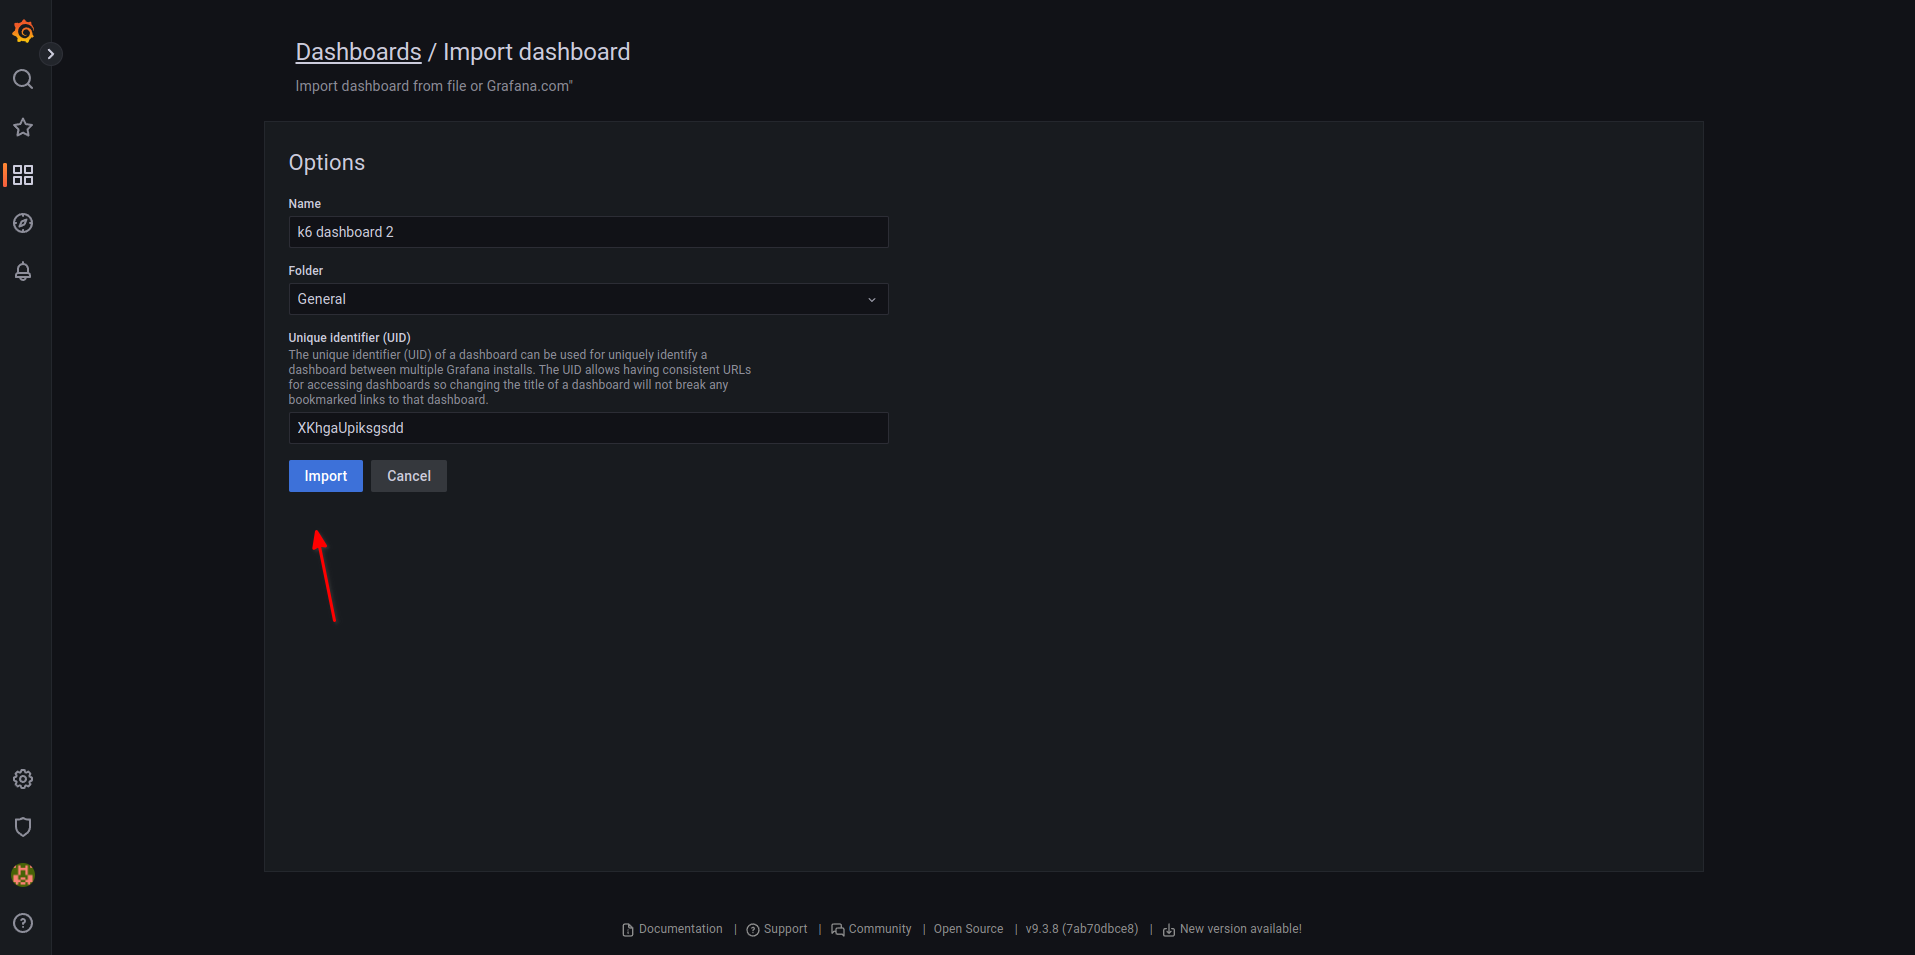 Dashboards / Import dashboard
Import dashboard from file or Grafana.com"
Options
Name
k6 dashboard 2
Folder
General
Unique identifier (UID)
The unique identifier (UID) of a dashboard can be used for uniquely identify a
dashboard between multiple Grafana installs. The UID allows having consistent URLs
for accessing dashboards so changing the title of a dashboard will not break any
bookmarked links to that dashboard.
XKhgaUpiksgsdd
Import Cancel
Documentation | Support | Community | Open Source | v9.3.8 (7ab70dbce8) | New version available!